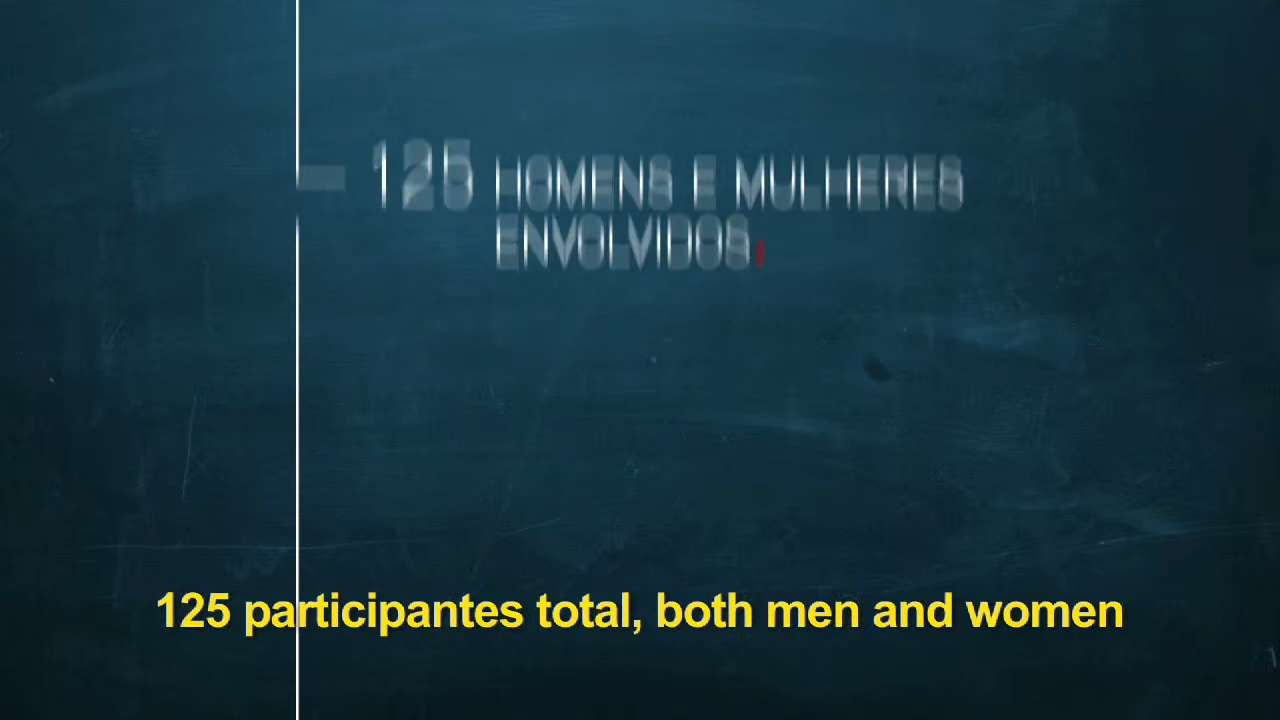 125 HOMENS E MULHERES
ENVOLVIDOS.
125 participantes total, both men and women